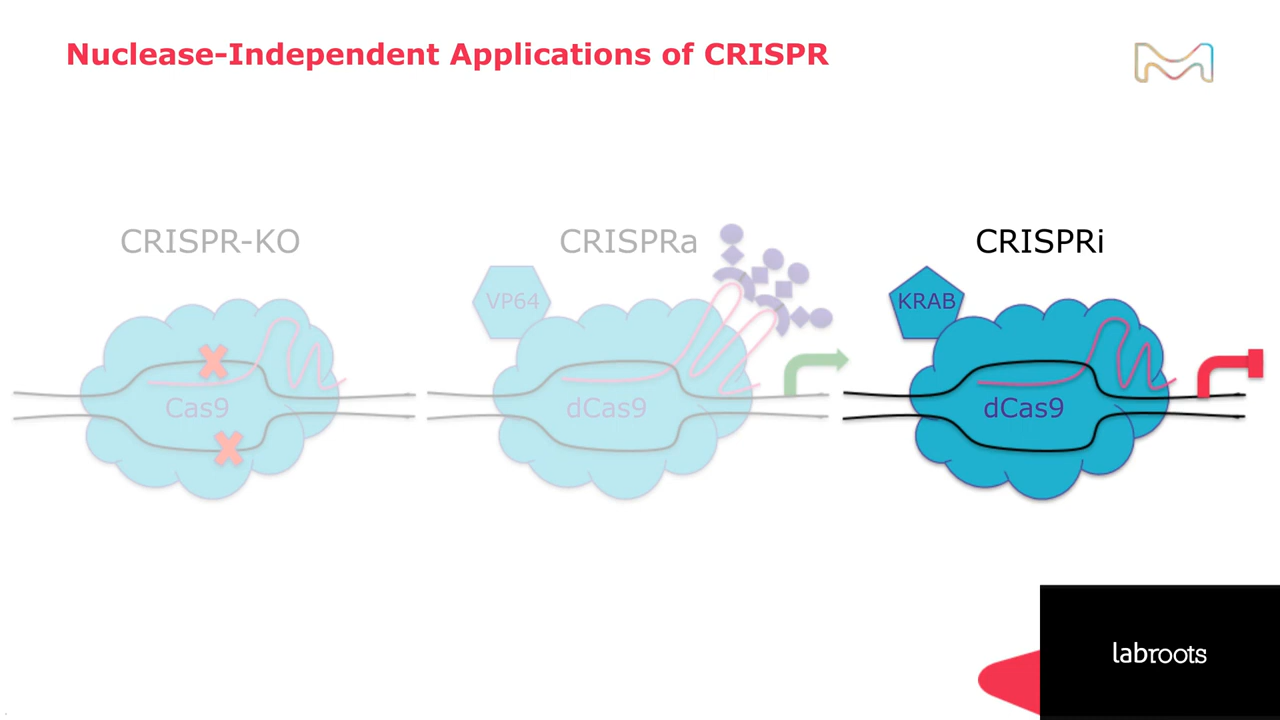 Nuclease-Independent Applications of CRISPR
CRISPR-KO
CRISPRa
CRISPRi
VP64
KRAB
Cas9
dCas9
dCas9
labroots